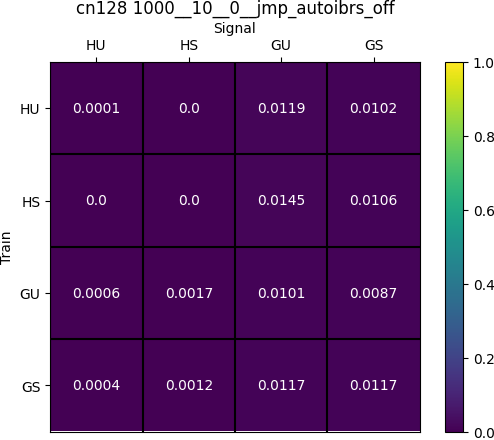 cn128 1000__10__0__jmp_autoibrs_off
Signal
HU HS GU GS
1.0
HU 0.0001 0.0 0.0119 0.0102
0.8
HS 0.0 0.0 0.0145 0.0106
0.6
Train
0.4
GU 0.0006 0.0017 0.0101 0.0087
0.2
GS 0.0004 0.0012 0.0117 0.0117
0.0